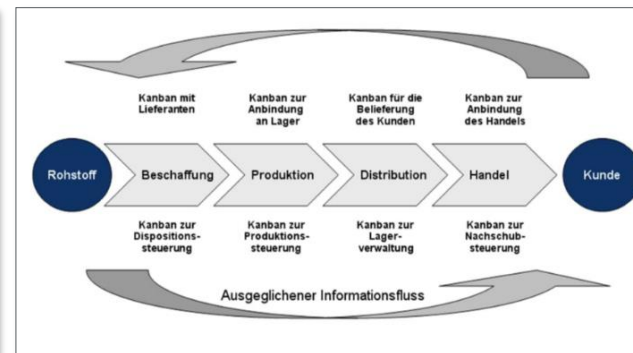 Kanban mit
Lieferanten
Kanban zur
Anbindung
an Lager
Kanban für die
Belieferung
des Kunden
Kanban zur
Anbindung
des Handels
Rohstoff
Beschaffung
Produktion
Distribution
Handel
Kunde
Kanban zur
Dispositions-
steuerung
Kanban zur
Produktions-
steuerung
Kanban zur
Lager-
verwaltung
Kanban zur
Nachschub-
steuerung
Ausgeglichener Informationsfluss